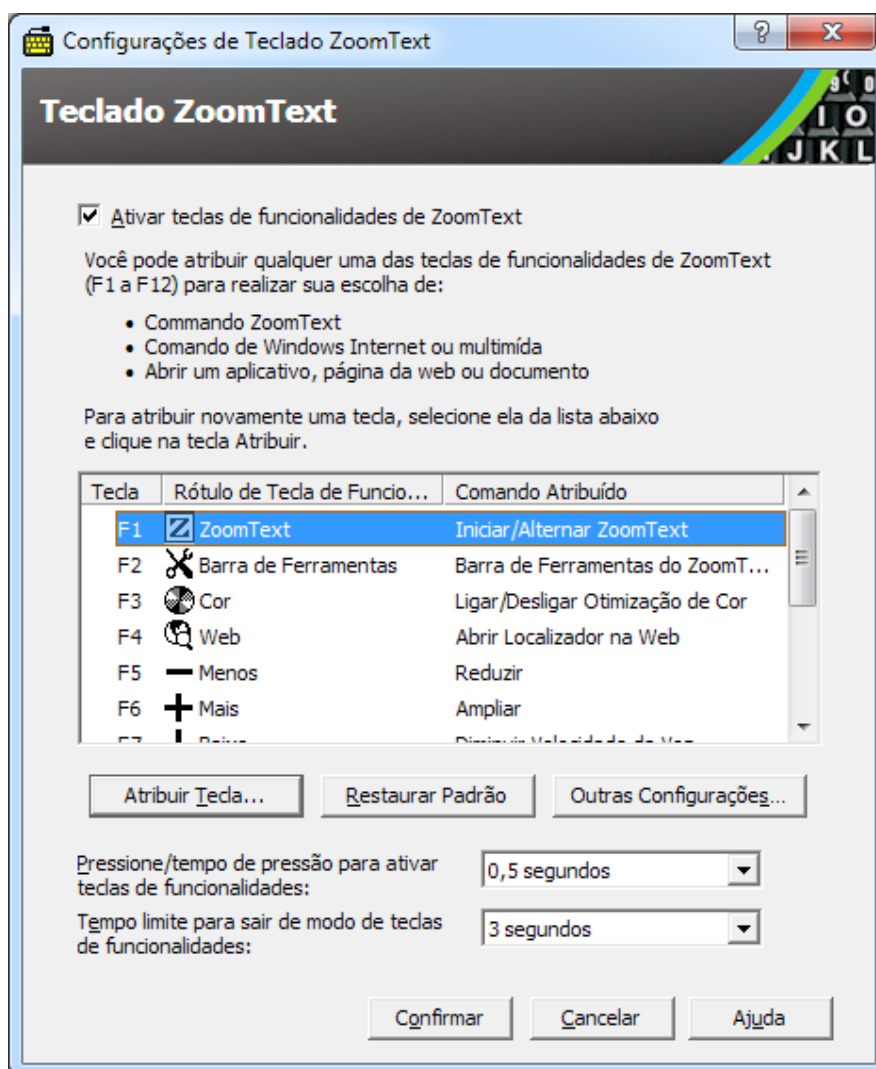 Configurações de Teclado ZoomText
Teclado ZoomText
9 ( 0
I O
J K L
Ativar teclas de funcionalidades de ZoomText
Você pode atribuir qualquer uma das teclas de funcionalidades de ZoomText
(F1 a F12) para realizar sua escolha de:
• Commando ZoomText
• Comando de Windows Internet ou multimída
• Abrir um aplicativo, página da web ou documento
Para atribuir novamente uma tecla, selecione ela da lista abaixo
e clique na tecla Atribuir.
Tecla Rótulo de Tecla de Funcio... Comando Atribuído
F1 Z ZoomText Iniciar/Alternar ZoomText
F2 Barra de Ferramentas Barra de Ferramentas do ZoomT...
F3 Cor Ligar/Desligar Otimização de Cor
F4 Web Abrir Localizador na Web
F5 Menos Reduzir
F6 Mais Ampliar
Atribuir Tecla... Restaurar Padrão Outras Configurações...
Pressione/tempo de pressão para ativar
teclas de funcionalidades: 0,5 segundos
Tempo limite para sair de modo de teclas
de funcionalidades: 3 segundos
Confirmar Cancelar Ajuda